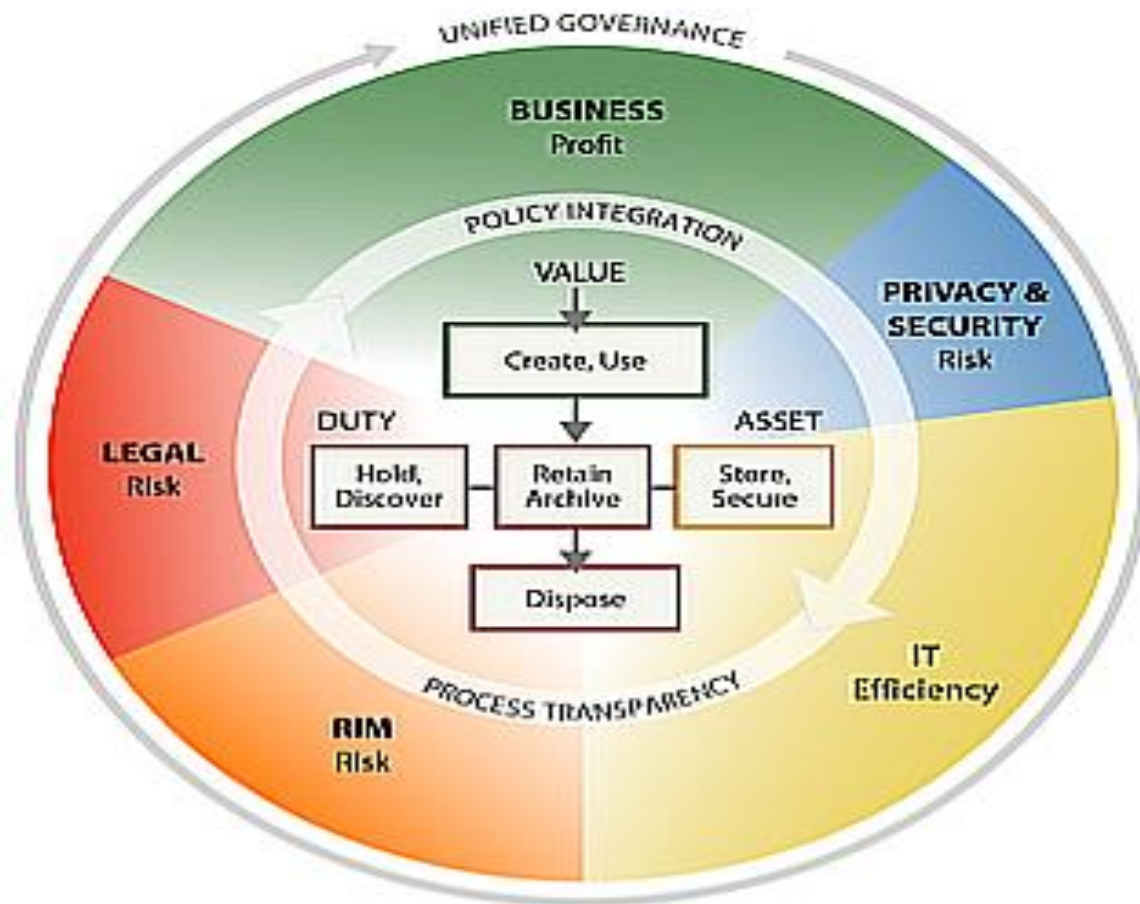 UNIFIED GOVERNANCE
BUSINESS
Profit
POLICY INTEGRATION
VALUE
PRIVACY &
SECURITY
Risk
Create, Use
DUTY
ASSET
LEGAL
Risk
Hold,
Discover
Retain
Archive
Store,
Secure
Dispose
IT
Efficiency
PROCESS TRANSPARENCY
RIM
Risk